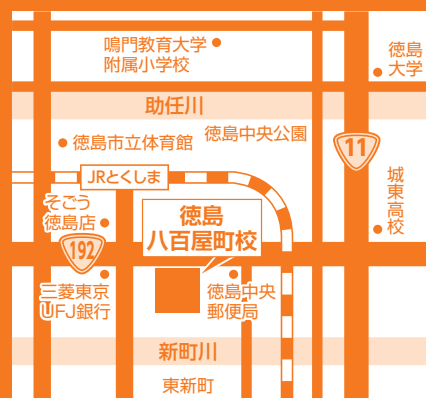 鳴門教育大学
附属小学校
徳島
大学
助任川
徳島市立体育館
徳島中央公園
11
JRとくしま
城東高校
そごう
徳島店
徳島
八百屋町校
192
三菱東京
UFJ銀行
徳島中央
郵便局
新町川
東新町